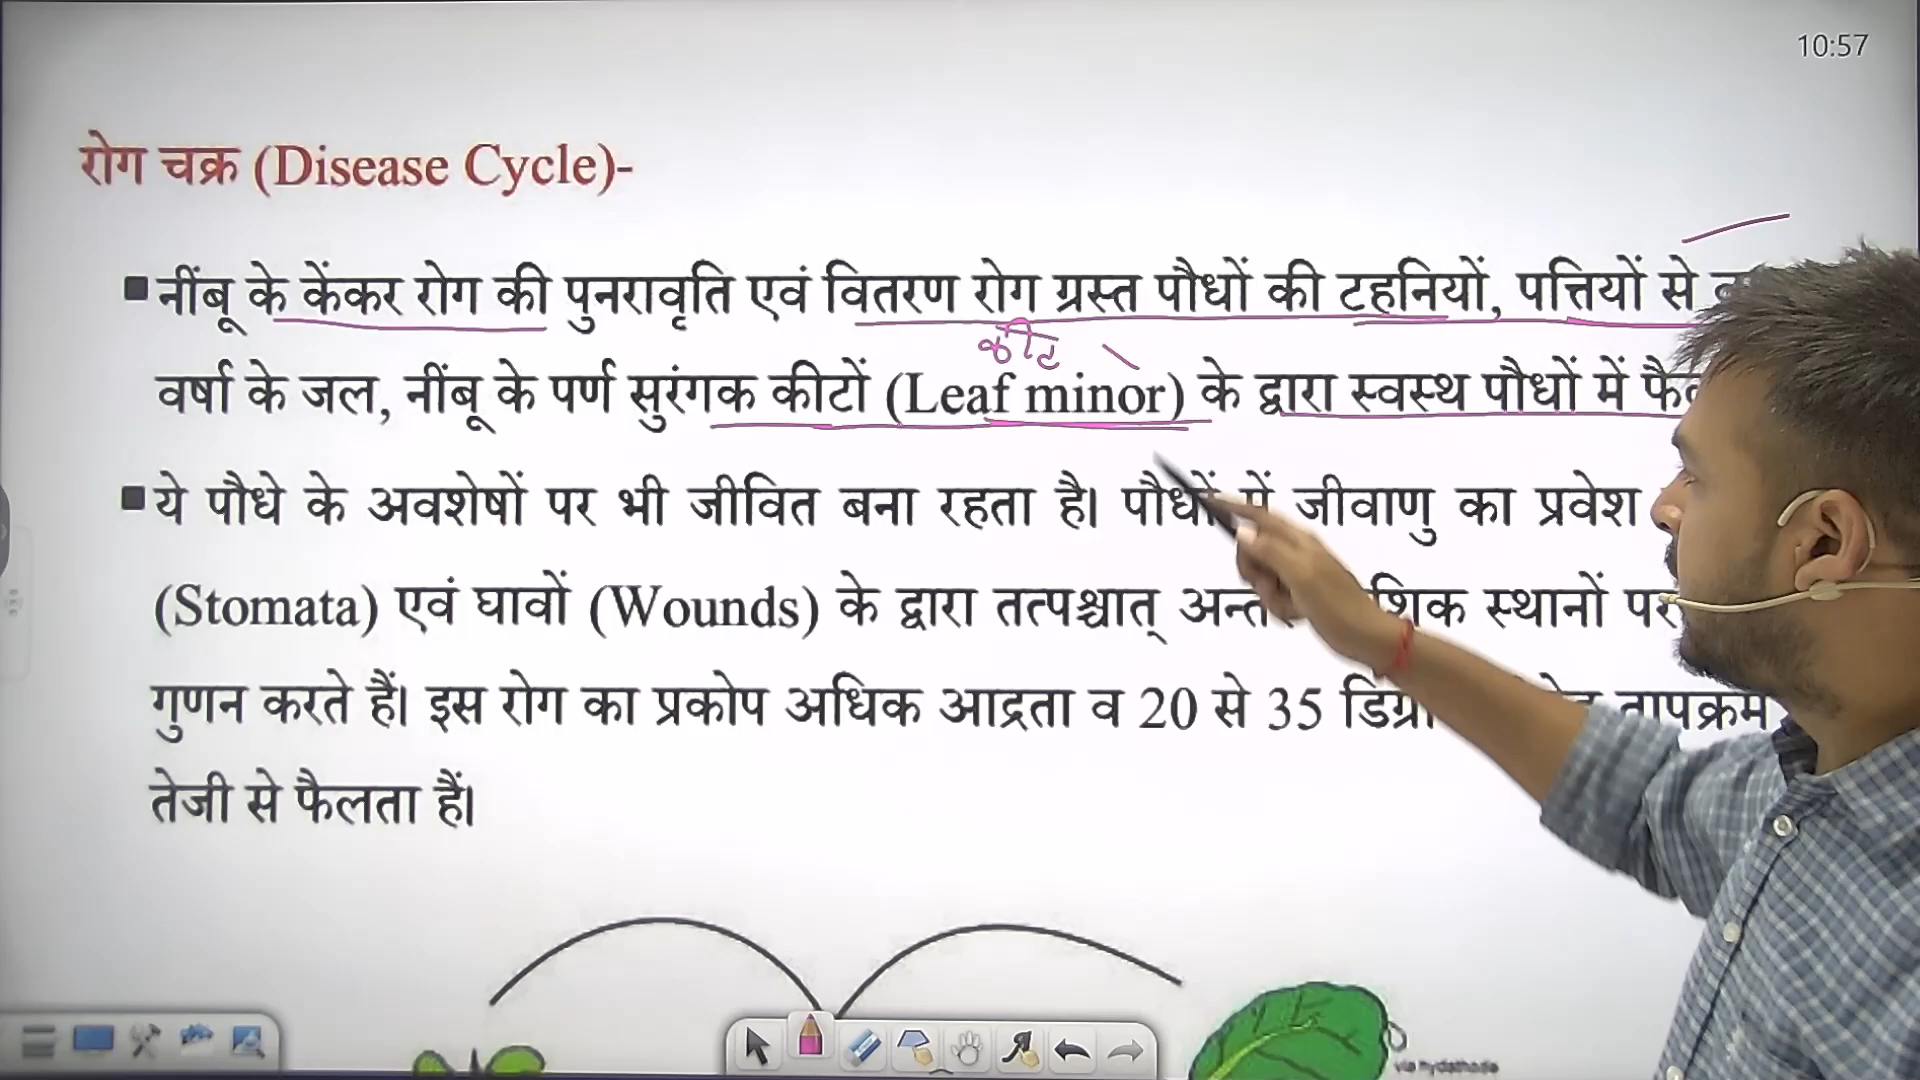 10:57
रोग चक्र (Disease Cycle)-
नींबू के केंकर रोग की पुनरावृति एवं वितरण रोग ग्रस्त पौधों की टहनियों, पत्तियों से
कीट
वर्षा के जल, नींबू के पर्ण सुरंगक कीटों (Leaf minor) के द्वारा स्वस्थ पौधों में
ये पौधे के अवशेषों पर भी जीवित बना रहता है। पौधों में जीवाणु का प्रवेश
(Stomata) एवं घावों (Wounds) के द्वारा तत्पश्चात् स्थानों पर
गुणन करते हैं। इस रोग का प्रकोप अधिक आद्रता व 20 से 35 तापक्रम
तेजी से फैलता हैं।
via hydathode